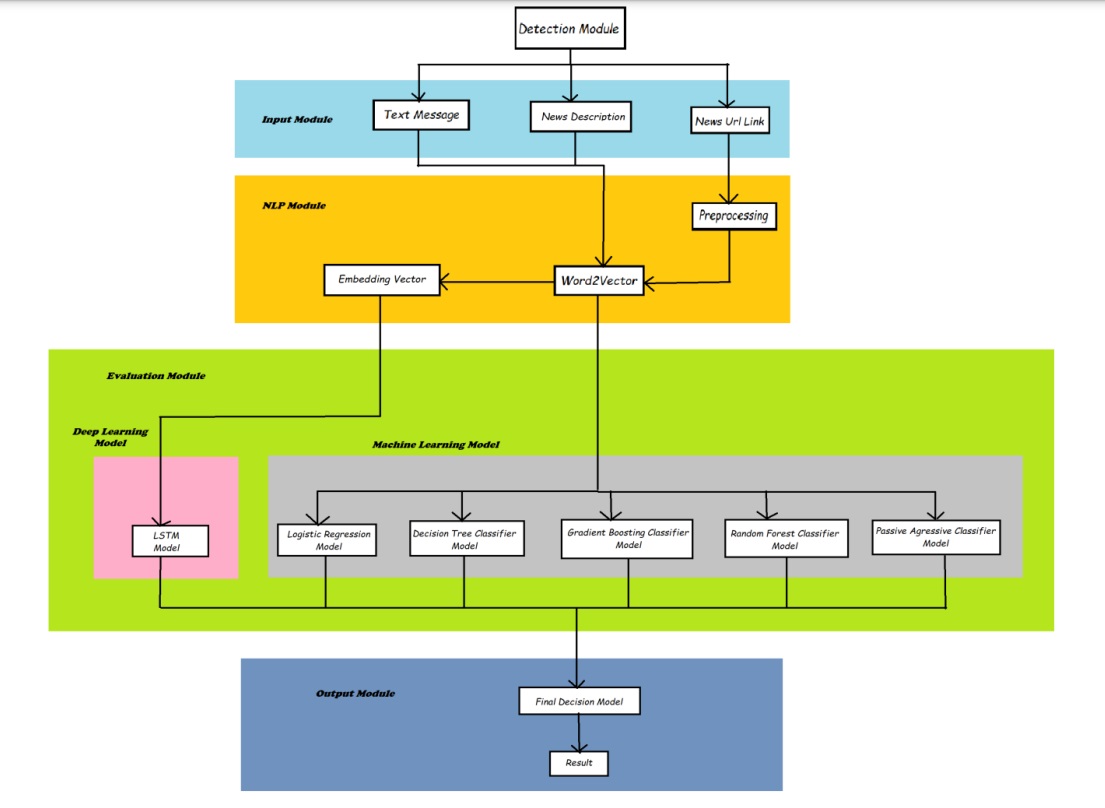 Detection Module
Input Module
Text Message
News Description
News Url Link
NLP Module
Preprocessing
Embedding Vector
Word2Vector
Evaluation Module
Deep Learning
Model
Machine Learning Model
LSTM
Model
Logistic Regression
Model
Decision Tree Classifier
Model
Gradient Boosting Classifier
Model
Random Forest Classifier
Model
Passive Agressive Classifier
Model
Output Module
Final Decision Model
Result